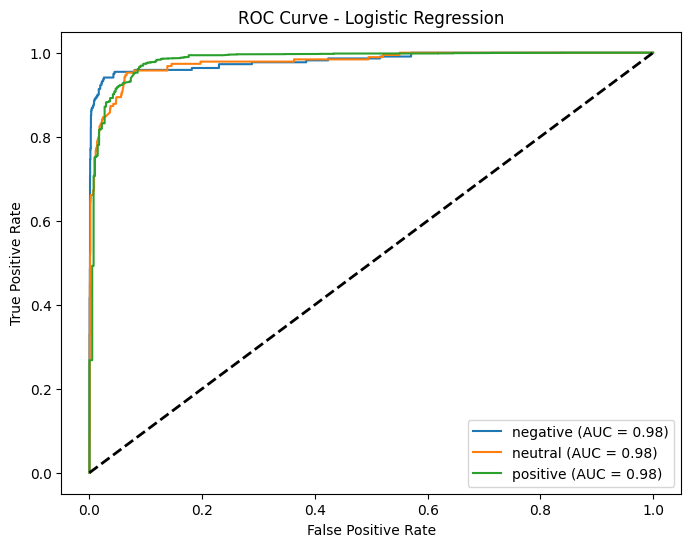 ROC Curve - Logistic Regression
True Positive Rate
1.0
0.8
0.6
0.4
0.2
0.0
negative (AUC = 0.98)
neutral (AUC = 0.98)
positive (AUC = 0.98)
0.0 0.2 0.4 0.6 0.8 1.0
False Positive Rate